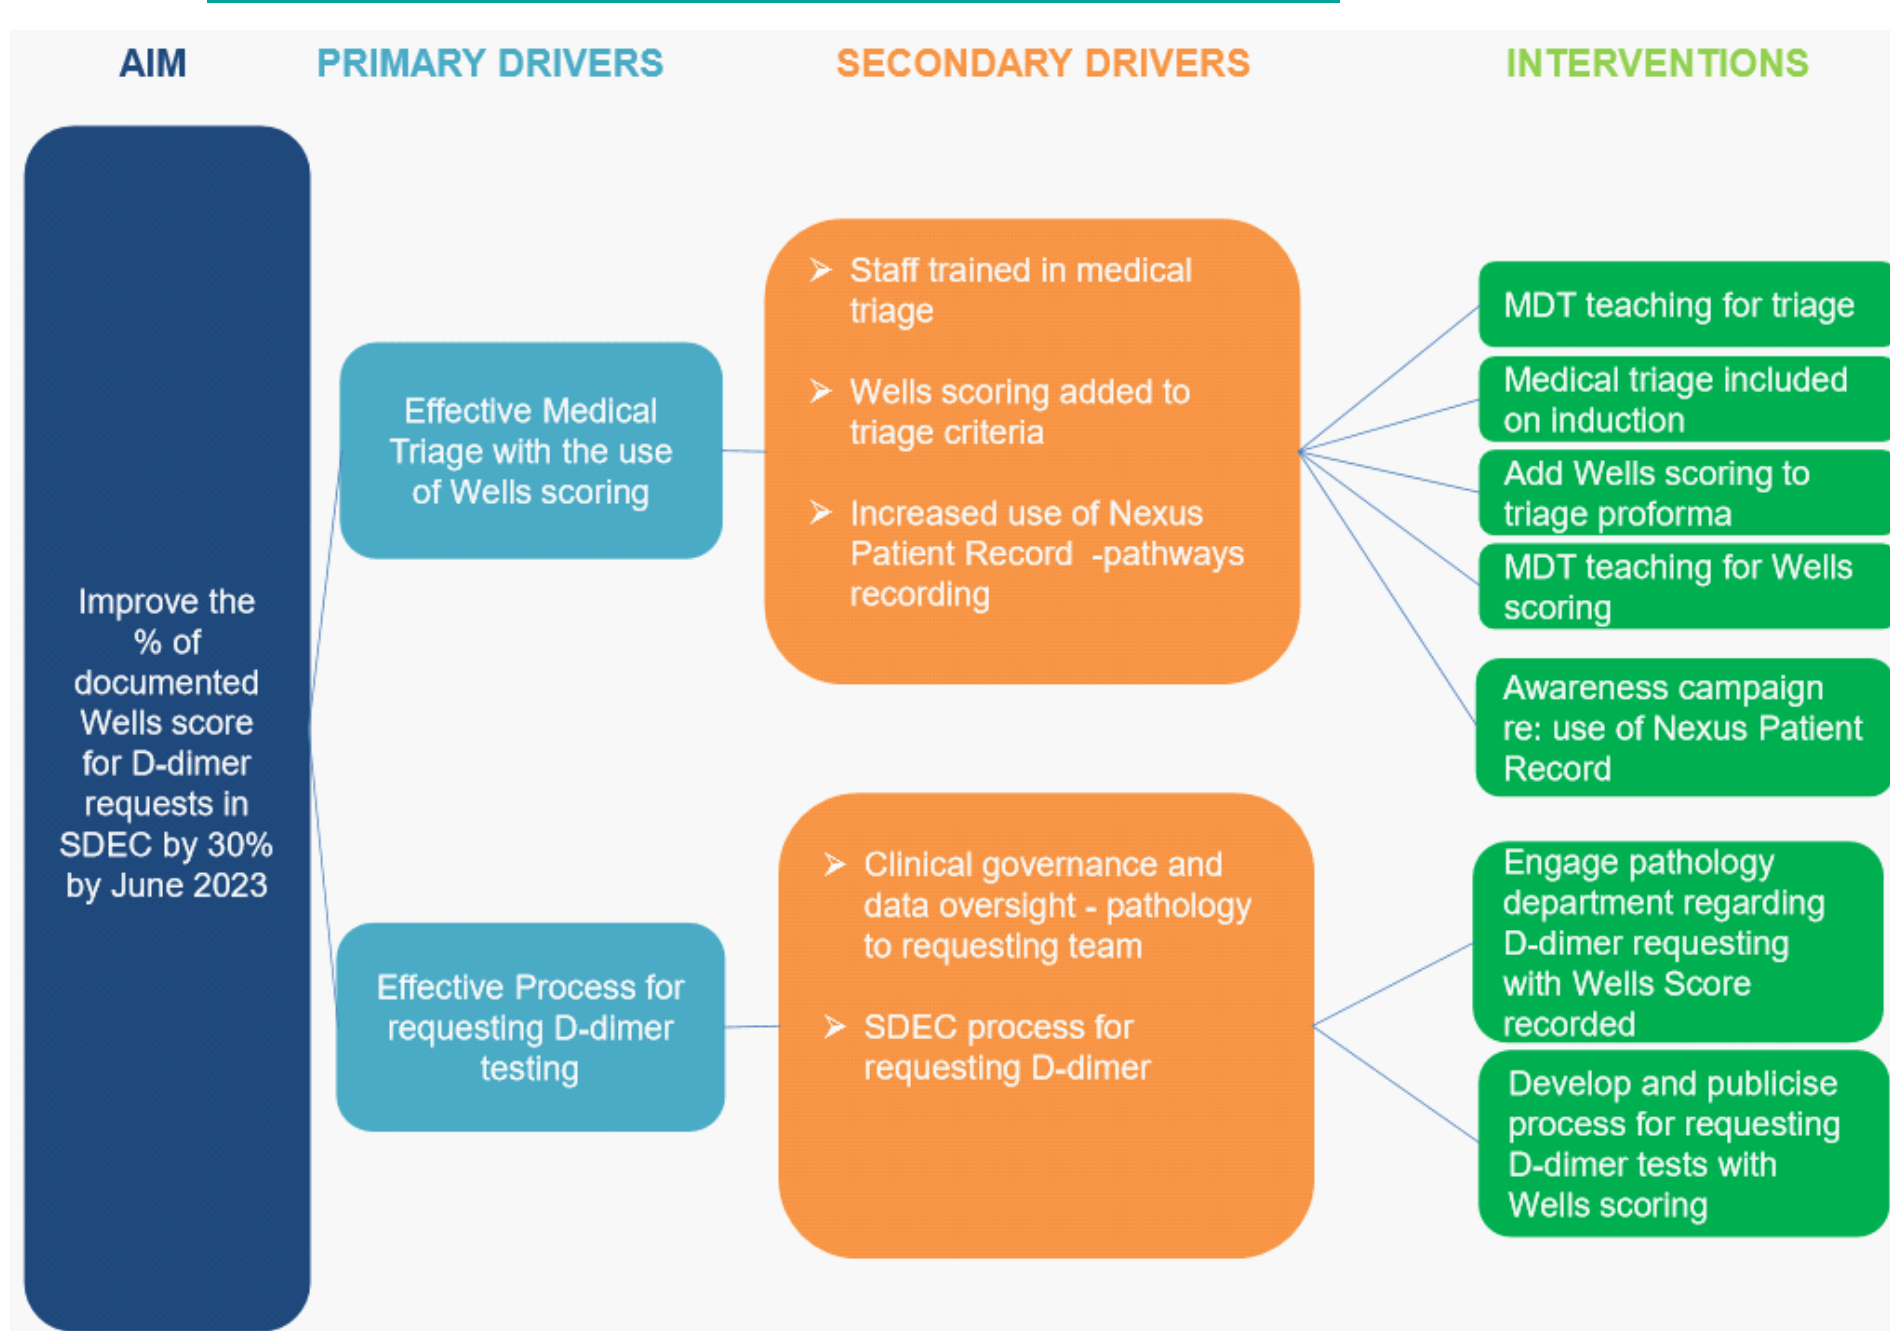 AIM
PRIMARY DRIVERS
SECONDARY DRIVERS
INTERVENTIONS
Improve the
% of
documented
Wells score
for D-dimer
requests in
SDEC by 30%
by June 2023
Effective Medical
Triage with the use
of Wells scoring
Effective Process for
requesting D-dimer
testing
➢ Staff trained in medical
triage
➢ Wells scoring added to
triage criteria
➢ Increased use of Nexus
Patient Record  -pathways
recording
➢ Clinical governance and
data oversight - pathology
to requesting team
➢ SDEC process for
requesting D-dimer
MDT teaching for triage
Medical triage included
on induction
Add Wells scoring to
triage proforma
MDT teaching for Wells
scoring
Awareness campaign
re: use of Nexus Patient
Record
Engage pathology
department regarding
D-dimer requesting
with Wells Score
recorded
Develop and publicise
process for requesting
D-dimer tests with
Wells scoring